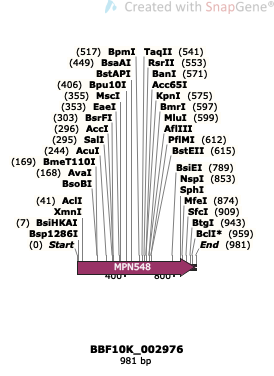 Created with SnapGene®
(517) BpmI TaqII (541)
(449) BsaAI RsrII (553)
BstAPI BanI (571)
(406) Bpu10I Acc65I
(355) MscI KpnI (575)
(353) EaeI BmrI (597)
(303) BsrFI MluI (599)
(296) AccI AflIII
(295) SalI PflMI (612)
(244) AcuI BstEII (615)
(169) BmeT110I BsiEI (789)
(168) AvaI NspI (853)
BsoBI SphI
(41) AclI MfeI (874)
XmnI SfcI (909)
(7) BsiHKAI BtgI (943)
Bsp1286I BclI* (959)
(0) Start End (981)
MPN548
400 800
BBF10K_002976
981 bp